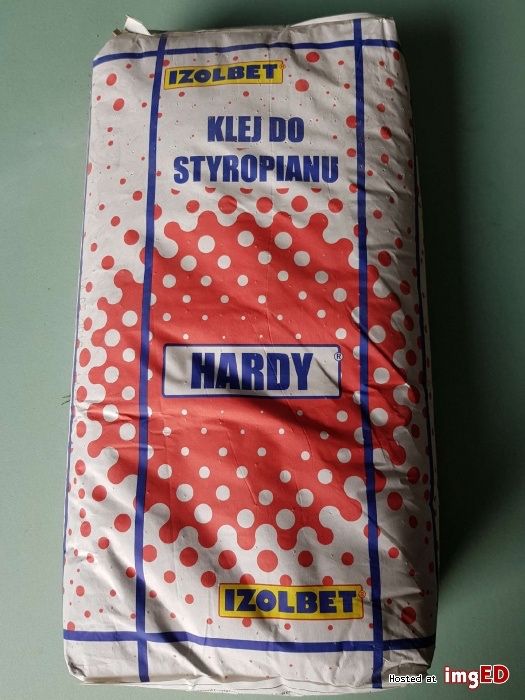 IZOLBET
KLEJ DO
STYROPIANU
HARDY®
IZOLBET®
Hosted at imgED